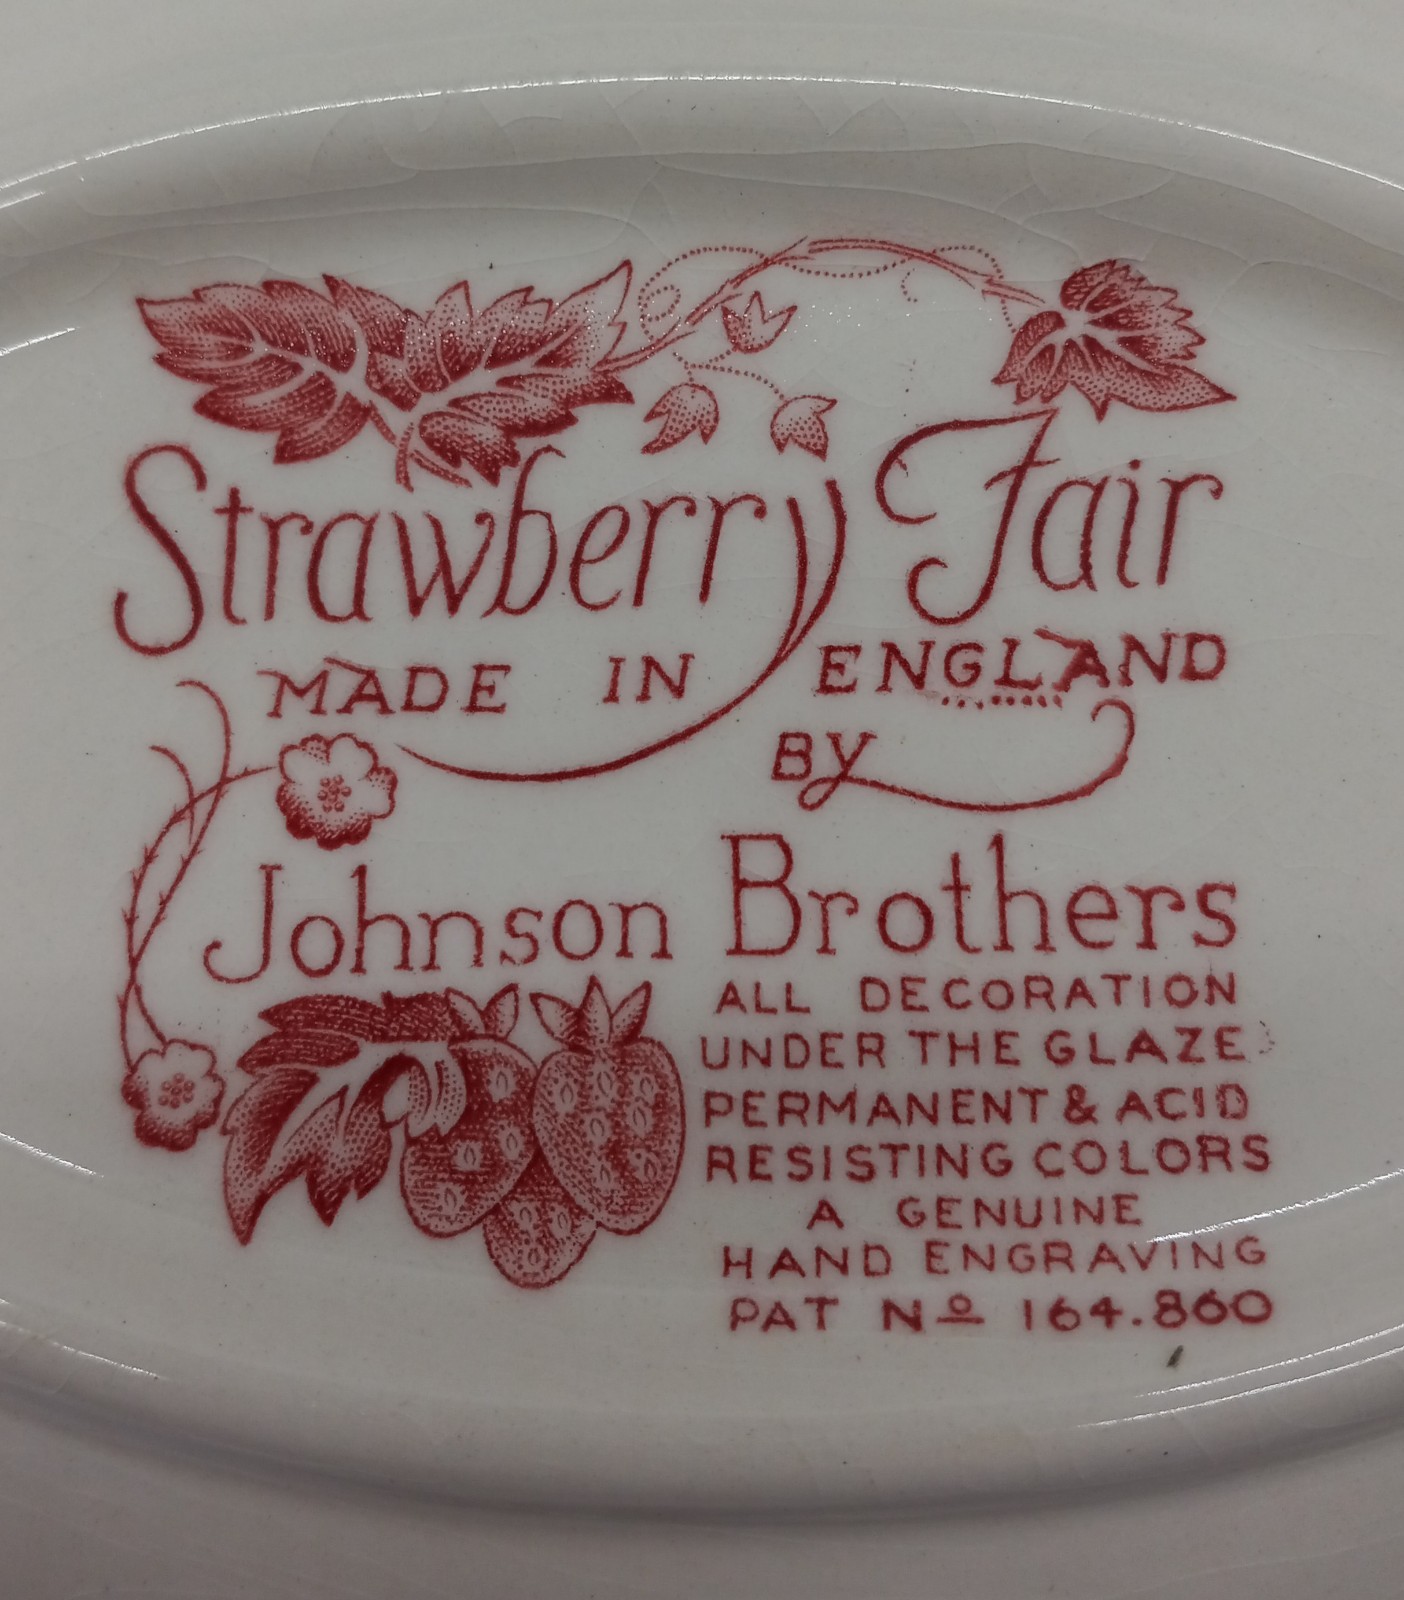 Strawberry Fair
MADE IN ENGLAND
BY
Johnson Brothers
ALL DECORATION
UNDER THE GLAZE
PERMANENT & ACID
RESISTING COLORS
A GENUINE
HAND ENGRAVING
PAT Nº 164.860